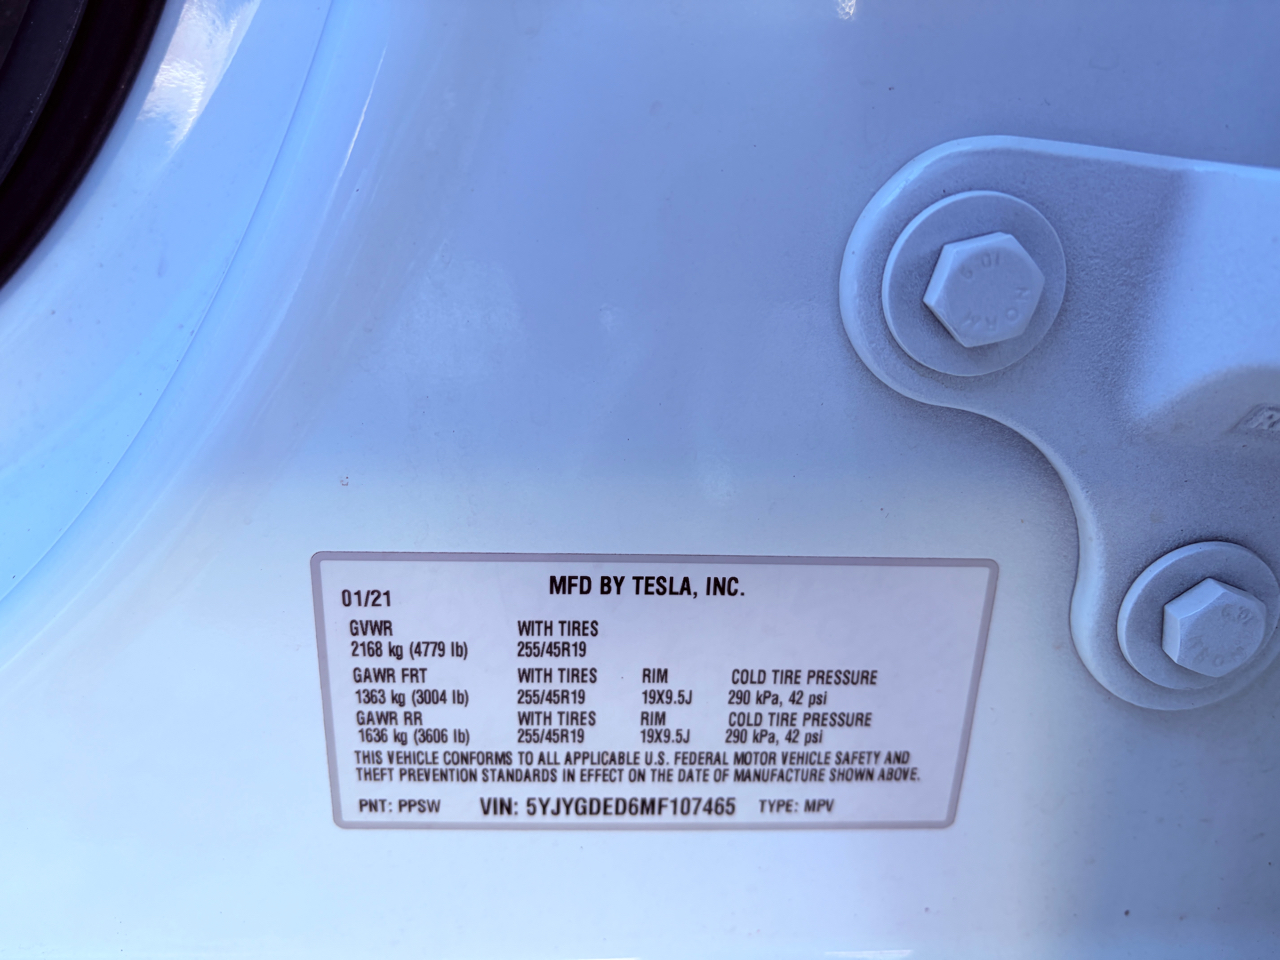 MFD BY TESLA, INC.
01/21
GVWR WITH TIRES
2168 kg (4779 lb) 255/45R19
GAWR FRT WITH TIRES RIM COLD TIRE PRESSURE
1363 kg (3004 lb) 255/45R19 19X9.5J 290 kPa, 42 psi
GAWR RR WITH TIRES RIM COLD TIRE PRESSURE
1636 kg (3606 lb) 255/45R19 19X9.5J 290 kPa, 42 psi
THIS VEHICLE CONFORMS TO ALL APPLICABLE U.S. FEDERAL MOTOR VEHICLE SAFETY AND
THEFT PREVENTION STANDARDS IN EFFECT ON THE DATE OF MANUFACTURE SHOWN ABOVE.
PNT: PPSW VIN: 5YJYGDED6MF107465 TYPE: MPV
10.9